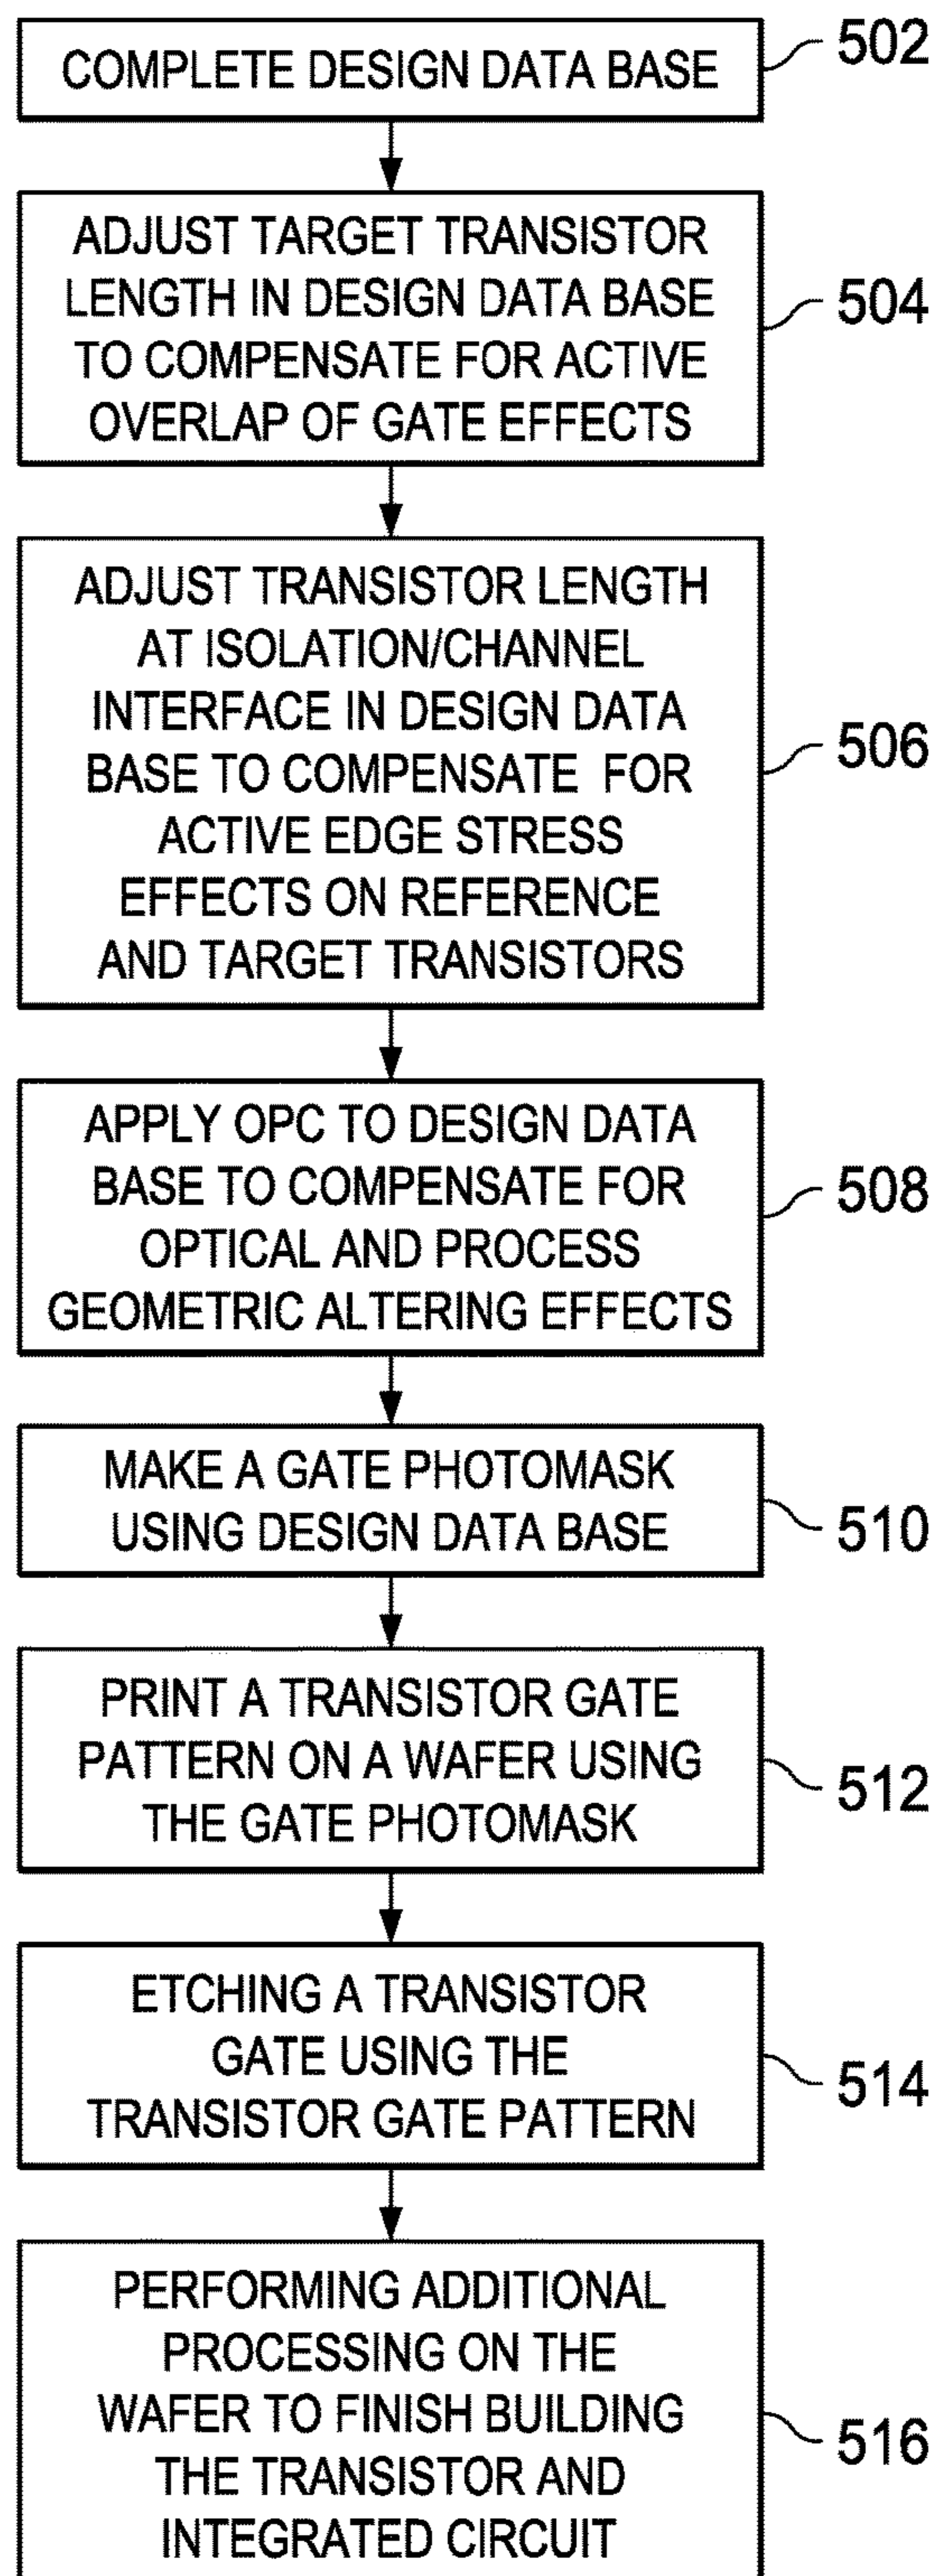 COMPLETE DESIGN DATA BASE
502
ADJUST TARGET TRANSISTOR
LENGTH IN DESIGN DATA BASE
TO COMPENSATE FOR ACTIVE
OVERLAP OF GATE EFFECTS
504
ADJUST TRANSISTOR LENGTH
AT ISOLATION/CHANNEL
INTERFACE IN DESIGN DATA
BASE TO COMPENSATE FOR
ACTIVE EDGE STRESS
EFFECTS ON REFERENCE
AND TARGET TRANSISTORS
506
APPLY OPC TO DESIGN DATA
BASE TO COMPENSATE FOR
OPTICAL AND PROCESS
GEOMETRIC ALTERING EFFECTS
508
MAKE A GATE PHOTOMASK
USING DESIGN DATA BASE
510
PRINT A TRANSISTOR GATE
PATTERN ON A WAFER USING
THE GATE PHOTOMASK
512
ETCHING A TRANSISTOR
GATE USING THE
TRANSISTOR GATE PATTERN
514
PERFORMING ADDITIONAL
PROCESSING ON THE
WAFER TO FINISH BUILDING
THE TRANSISTOR AND
INTEGRATED CIRCUIT
516